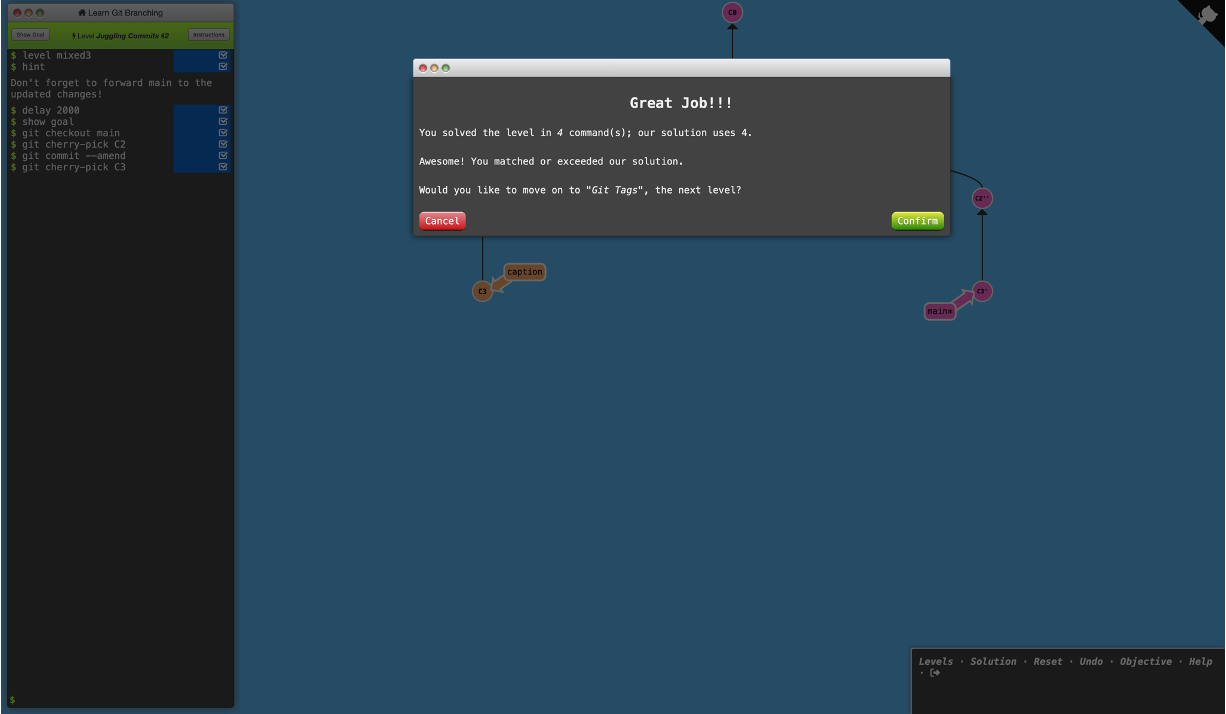 Learn Git Branching
Show Goal
Level Juggling Commits #2
Instructions
$ level mixed3
$ hint
Don't forget to forward main to the
updated changes!
$ delay 2000
$ show goal
$ git checkout main
$ git cherry-pick C2
$ git commit --amend
$ git cherry-pick C3
$
C0
Great Job!!!
You solved the level in 4 command(s); our solution uses 4.
Awesome! You matched or exceeded our solution.
Would you like to move on to "Git Tags", the next level?
Cancel
Confirm
C2''
caption
C3
C3'
main*
Levels · Solution · Reset · Undo · Objective · Help
·